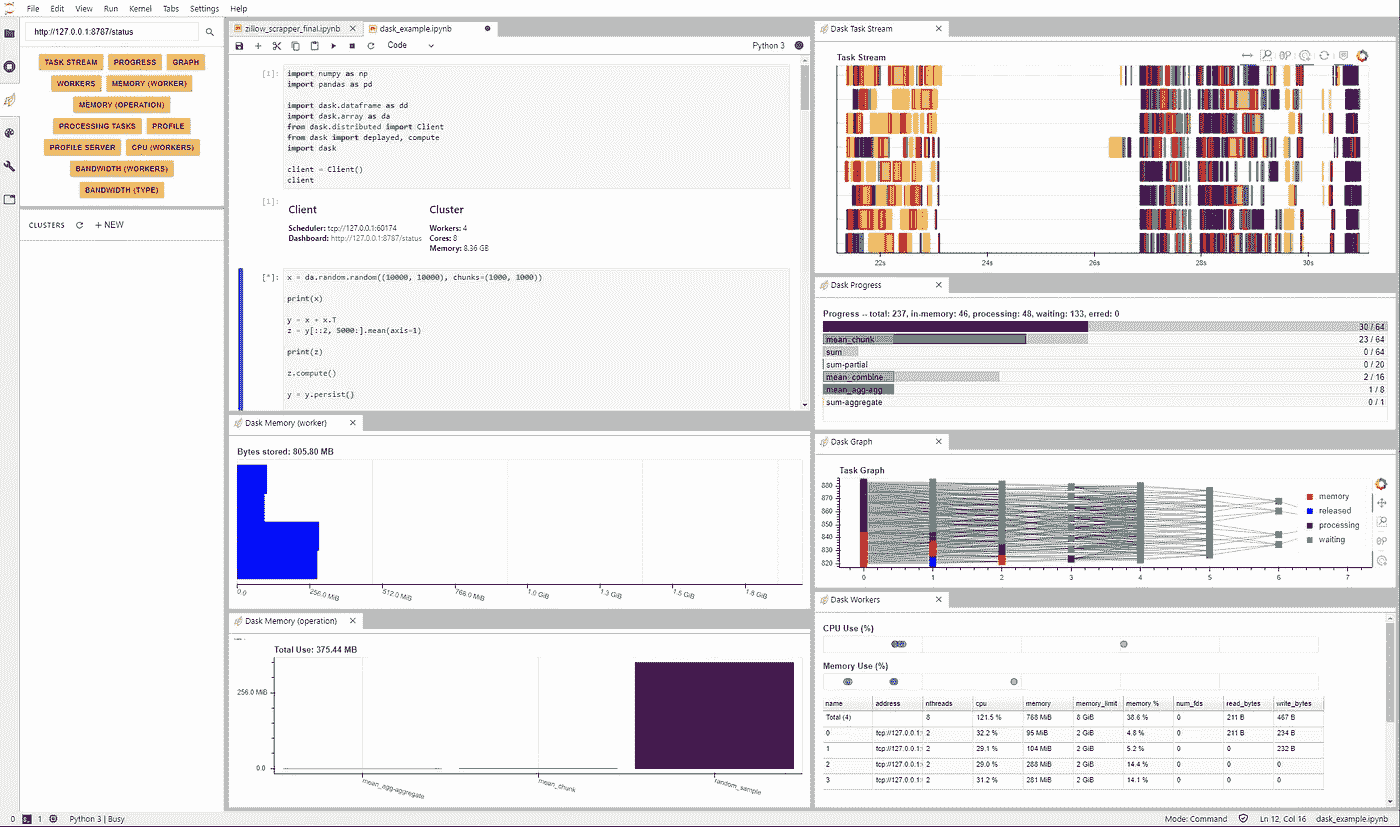 File Edit View Run Kernel Tabs Settings Help
http://127.0.0.1:8787/status
TASK STREAM PROGRESS GRAPH
WORKERS MEMORY (WORKER)
MEMORY (OPERATION)
PROCESSING TASKS PROFILE
PROFILE SERVER CPU (WORKERS)
BANDWIDTH (WORKERS)
BANDWIDTH (TYPE)
CLUSTERS + NEW
zillow_scrapper_final.ipynb dask_example.ipynb
Code Python 3
[1]: import numpy as np
import pandas as pd
import dask.dataframe as dd
import dask.array as da
from dask.distributed import Client
from dask import deplayed, compute
import dask
client = Client()
client
[1]: Client Cluster
Scheduler: tcp://127.0.0.1:60174 Workers: 4
Dashboard: http://127.0.0.1:8787/status Cores: 8
Memory: 8.36 GB
[*]: x = da.random.random((10000, 10000), chunks=(1000, 1000))
print(x)
y = x + x.T
z = y[::2, 5000:].mean(axis=1)
print(z)
z.compute()
y = y.persist()
Dask Memory (worker)
Bytes stored: 805.80 MB
0.0 256.0 MiB 512.0 MiB 768.0 MiB 1.0 GiB 1.3 GiB 1.5 GiB 1.8 GiB
Dask Memory (operation)
Total Use: 375.44 MB
256.0 MiB
0.0
mean_agg-aggregate mean_chunk random_sample
Dask Task Stream
Task Stream
22s 24s 26s 28s 30s
Dask Progress
Progress -- total: 237, in-memory: 46, processing: 48, waiting: 133, erred: 0
30 / 64
mean_chunk 23 / 64
sum 0 / 64
sum-partial 0 / 20
mean_combine... 2 / 16
mean_agg-agg 1 / 8
sum-aggregate 0 / 1
Dask Graph
Task Graph
880
870
860
850
840
830
820
0 1 2 3 4 5 6 7
memory
released
processing
waiting
Dask Workers
CPU Use (%)
Memory Use (%)
name address nthreads cpu memory memory_limit memory % num_fds read_bytes write_bytes
Total (4) 8 121.5 % 768 MiB 8 GiB 38.6 % 0 211 B 467 B
0 tcp://127.0.0.1: 2 32.2 % 95 MiB 2 GiB 4.8 % 0 211 B 234 B
1 tcp://127.0.0.1: 2 29.1 % 104 MiB 2 GiB 5.2 % 0 0 232 B
2 tcp://127.0.0.1: 2 29.0 % 288 MiB 2 GiB 14.4 % 0 0 0
3 tcp://127.0.0.1: 2 31.2 % 281 MiB 2 GiB 14.1 % 0 0 0
0 1 Python 3 | Busy Mode: Command Ln 12, Col 16 dask_example.ipynb